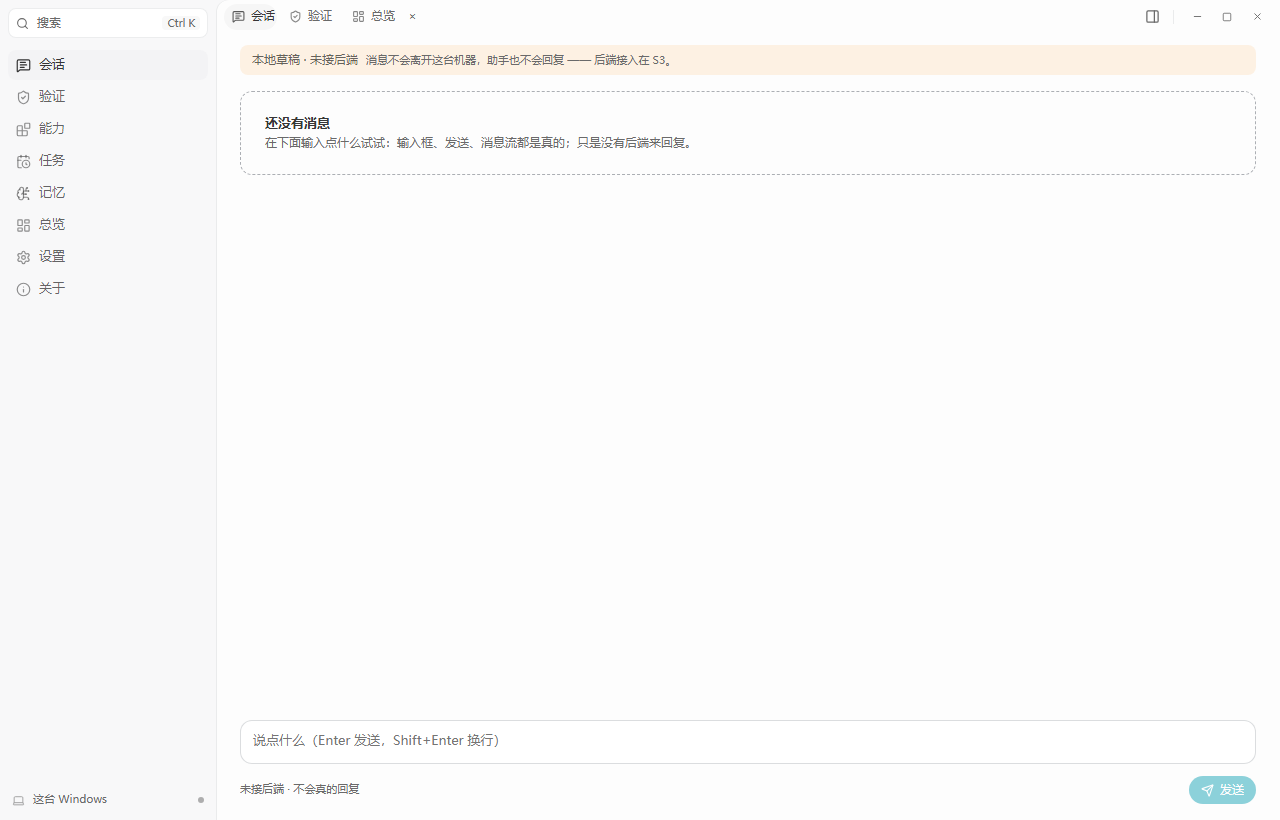 搜索 Ctrl K
会话
验证
能力
任务
记忆
总览
设置
关于
这台 Windows
会话 验证 总览 ×
本地草稿 · 未接后端 消息不会离开这台机器，助手也不会回复 —— 后端接入在 S3。
还没有消息
在下面输入点什么试试：输入框、发送、消息流都是真的；只是没有后端来回复。
说点什么（Enter 发送，Shift+Enter 换行）
未接后端 · 不会真的回复
发送